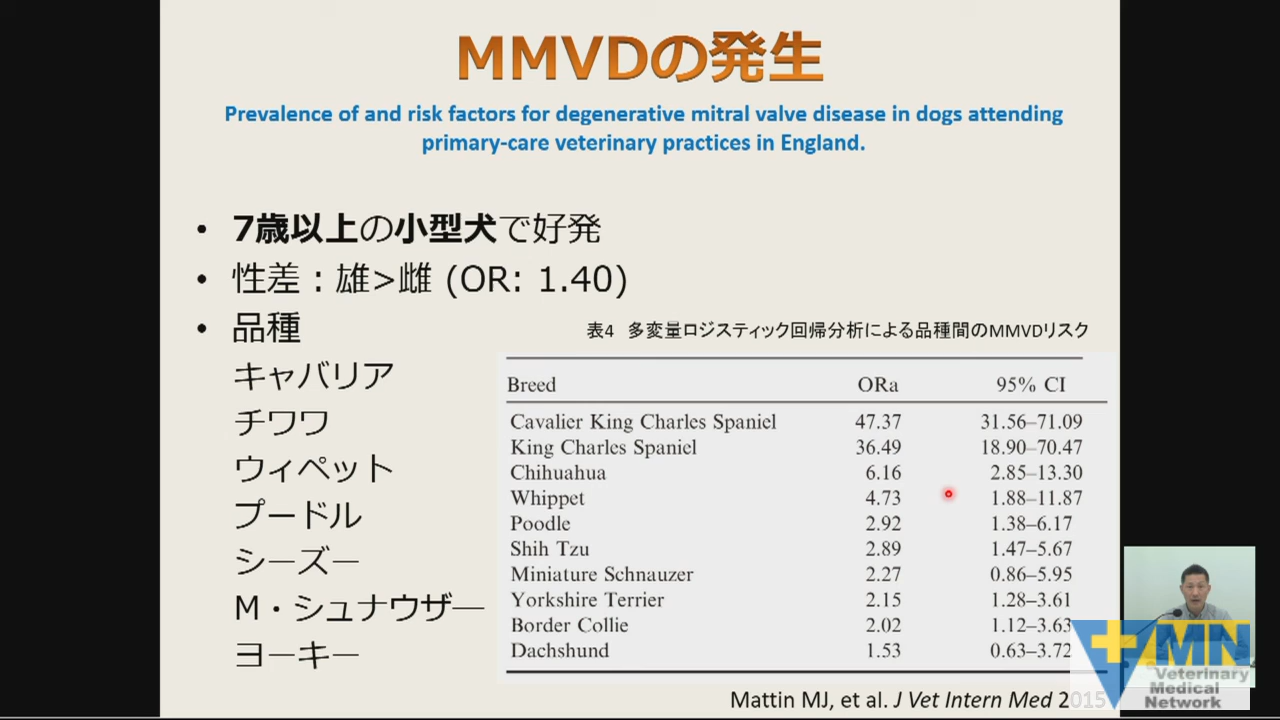 MMVDの発生
Prevalence of and risk factors for degenerative mitral valve disease in dogs attending
primary-care veterinary practices in England.
• 7歳以上の小型犬で好発
• 性差：雄>雌 (OR: 1.40)
• 品種
キャバリア
チワワ
ウィペット
プードル
シーズー
M・シュナウザー
ヨーキー
表4 多変量ロジスティック回帰分析による品種間のMMVDリスク
Breed ORa 95% CI
Cavalier King Charles Spaniel 47.37 31.56–71.09
King Charles Spaniel 36.49 18.90–70.47
Chihuahua 6.16 2.85–13.30
Whippet 4.73 1.88–11.87
Poodle 2.92 1.38–6.17
Shih Tzu 2.89 1.47–5.67
Miniature Schnauzer 2.27 0.86–5.95
Yorkshire Terrier 2.15 1.28–3.61
Border Collie 2.02 1.12–3.63
Dachshund 1.53 0.63–3.72
Mattin MJ, et al. J Vet Intern Med 2015
MN
Veterinary
Medical
Network